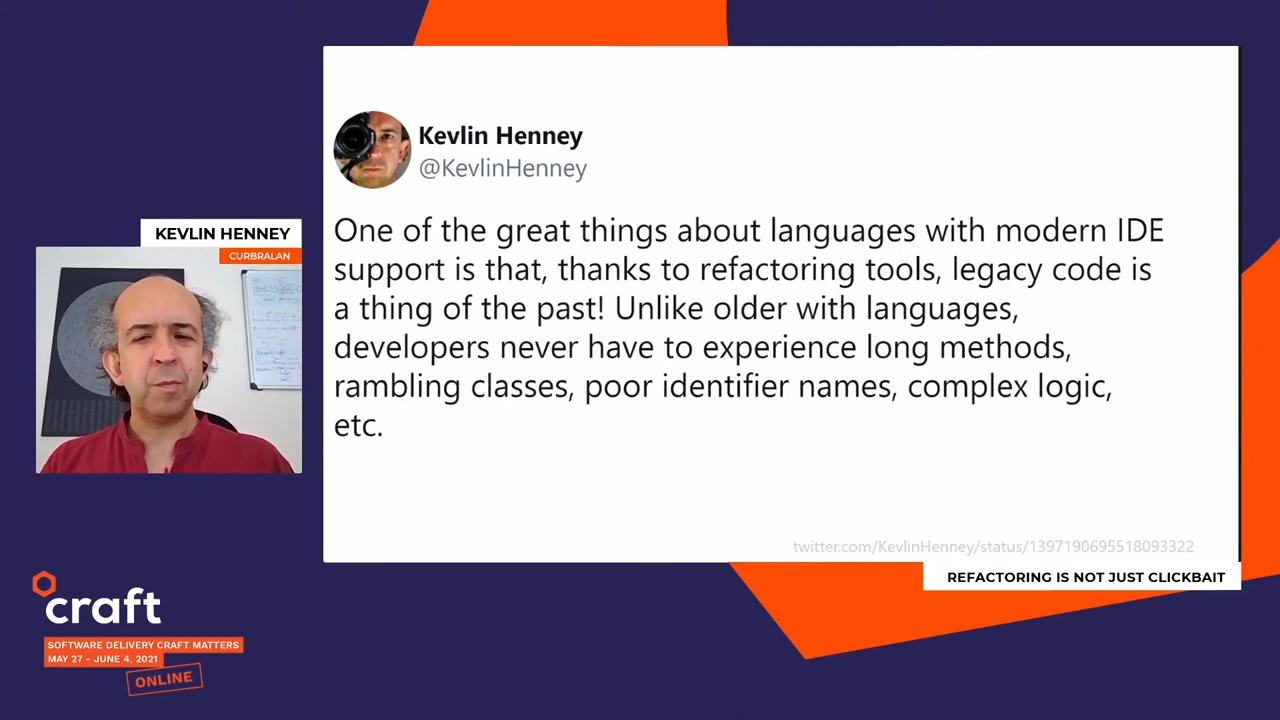 KEVLIN HENNEY
CURBRALAN
Kevlin Henney
@KevlinHenney
One of the great things about languages with modern IDE
support is that, thanks to refactoring tools, legacy code is
a thing of the past! Unlike older with languages,
developers never have to experience long methods,
rambling classes, poor identifier names, complex logic,
etc.
twitter.com/KevlinHenney/status/1397190695518093322
REFACTORING IS NOT JUST CLICKBAIT
craft
SOFTWARE DELIVERY CRAFT MATTERS
MAY 27 - JUNE 4, 2021
ONLINE